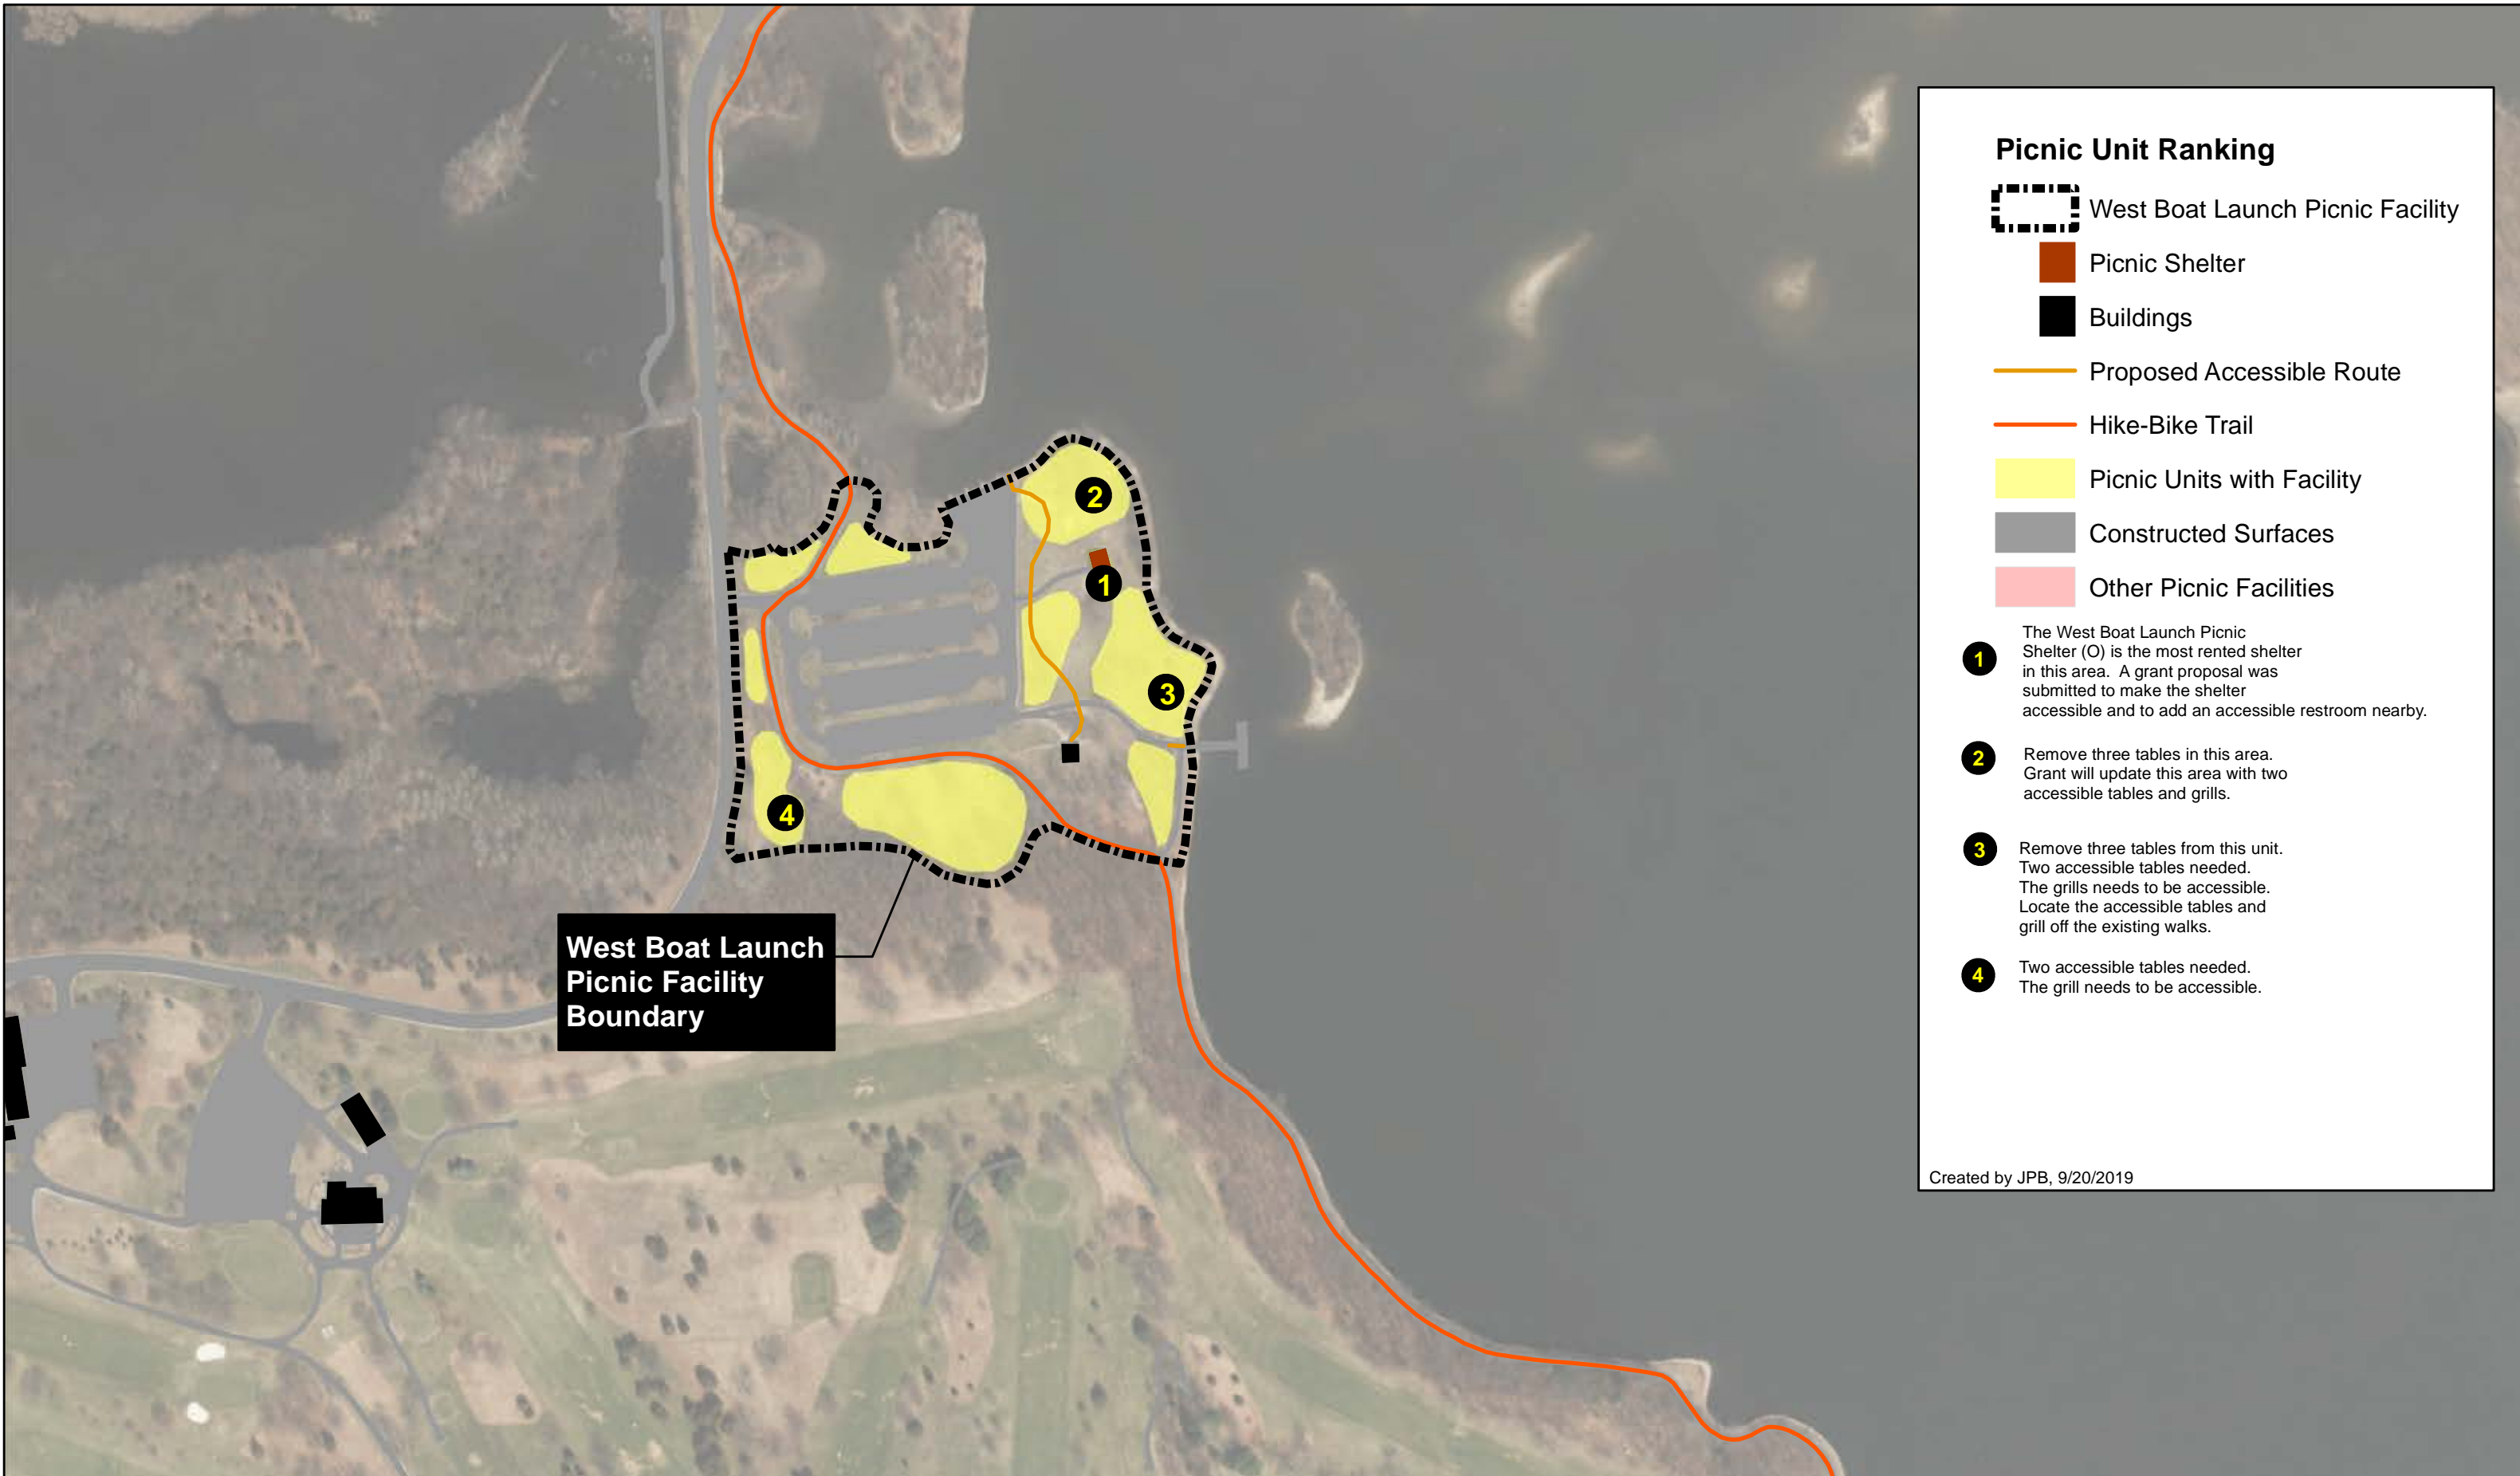 Picnic Unit Ranking
West Boat Launch Picnic Facility
Picnic Shelter
Buildings
Proposed Accessible Route
Hike-Bike Trail
Picnic Units with Facility
Constructed Surfaces
Other Picnic Facilities
1
The West Boat Launch Picnic
Shelter (O) is the most rented shelter
in this area. A grant proposal was
submitted to make the shelter
accessible and to add an accessible restroom nearby.
2
Remove three tables in this area.
Grant will update this area with two
accessible tables and grills.
3
Remove three tables from this unit.
Two accessible tables needed.
The grills needs to be accessible.
Locate the accessible tables and
grill off the existing walks.
4
Two accessible tables needed.
The grill needs to be accessible.
Created by JPB, 9/20/2019
2
1
3
4
West Boat Launch
Picnic Facility
Boundary